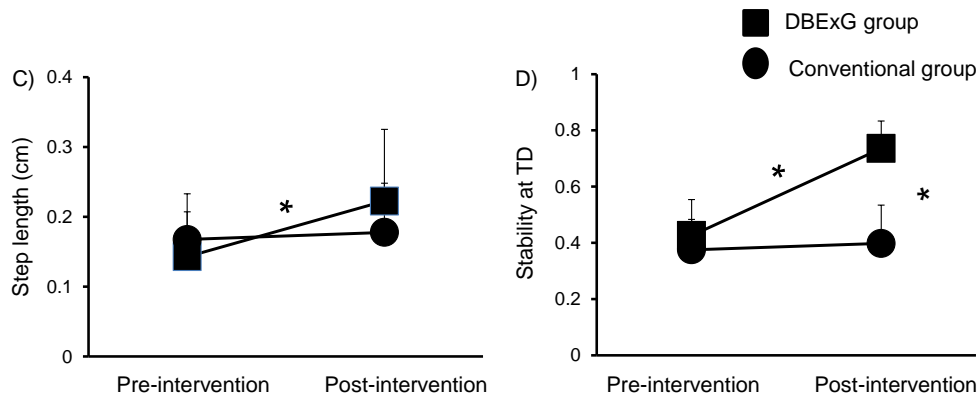 DBExG group
Conventional group
C)
Step length (cm)
0.4
0.3
0.2
0.1
0
*
Pre-intervention
Post-intervention
D)
Stability at TD
1
0.8
0.6
0.4
0.2
0
*
*
Pre-intervention
Post-intervention